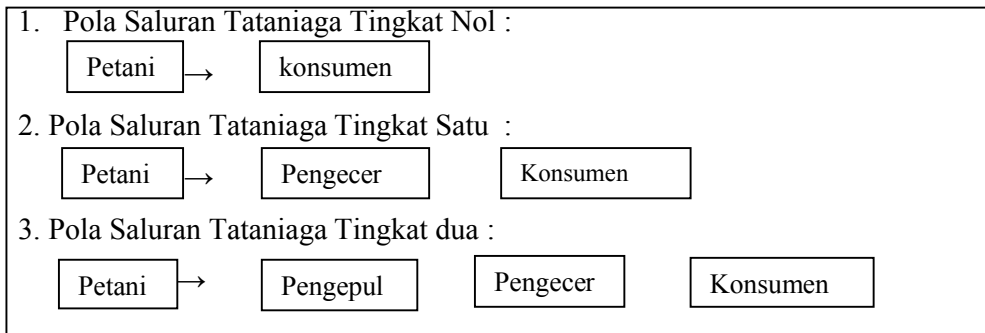 1. Pola Saluran Tataniaga Tingkat Nol :
Petani → konsumen
2. Pola Saluran Tataniaga Tingkat Satu :
Petani → Pengecer Konsumen
3. Pola Saluran Tataniaga Tingkat dua :
Petani → Pengepul Pengecer Konsumen